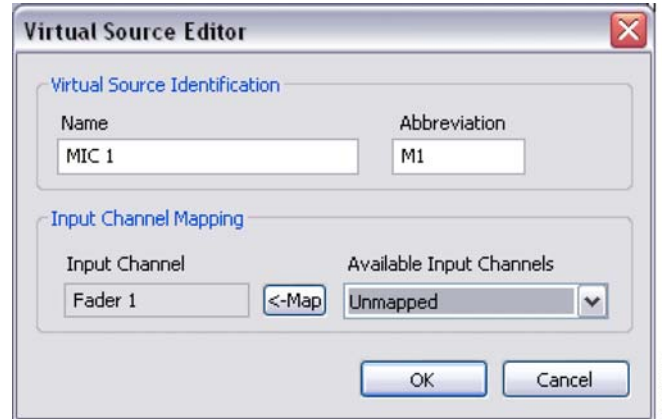 Virtual Source Editor
Virtual Source Identification
Name Abbreviation
MIC 1 M1
Input Channel Mapping
Input Channel Available Input Channels
Fader 1 <-Map Unmapped
OK Cancel